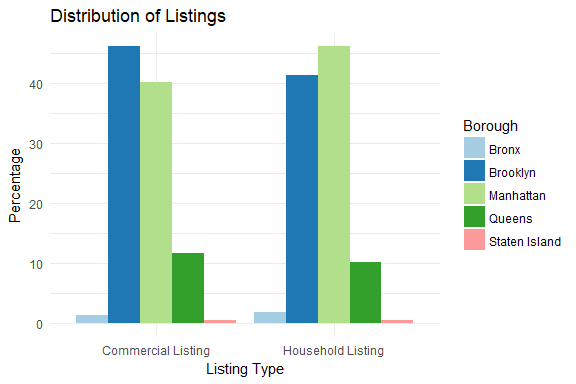 Distribution of Listings
Percentage
40
30
20
10
0
Commercial Listing
Household Listing
Listing Type
Borough
Bronx
Brooklyn
Manhattan
Queens
Staten Island